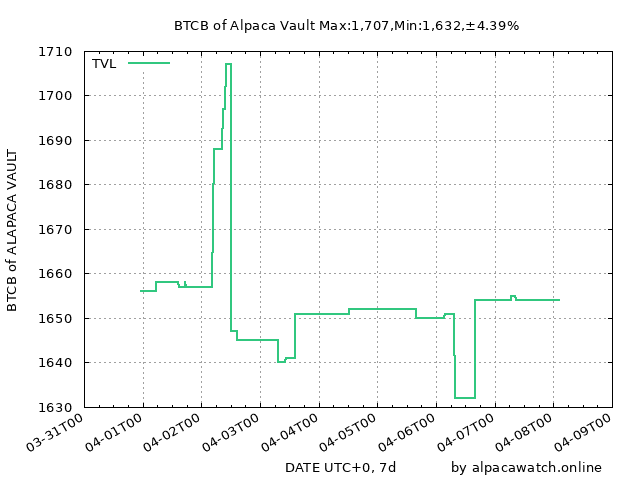 BTCB of Alpaca Vault Max:1,707,Min:1,632,±4.39%
TVL
1710
1700
1690
1680
1670
1660
1650
1640
1630
BTCB of ALAPACA VAULT
03-31T00
04-01T00
04-02T00
04-03T00
04-04T00
04-05T00
04-06T00
04-07T00
04-08T00
04-09T00
DATE UTC+0, 7d
by alpacawatch.online